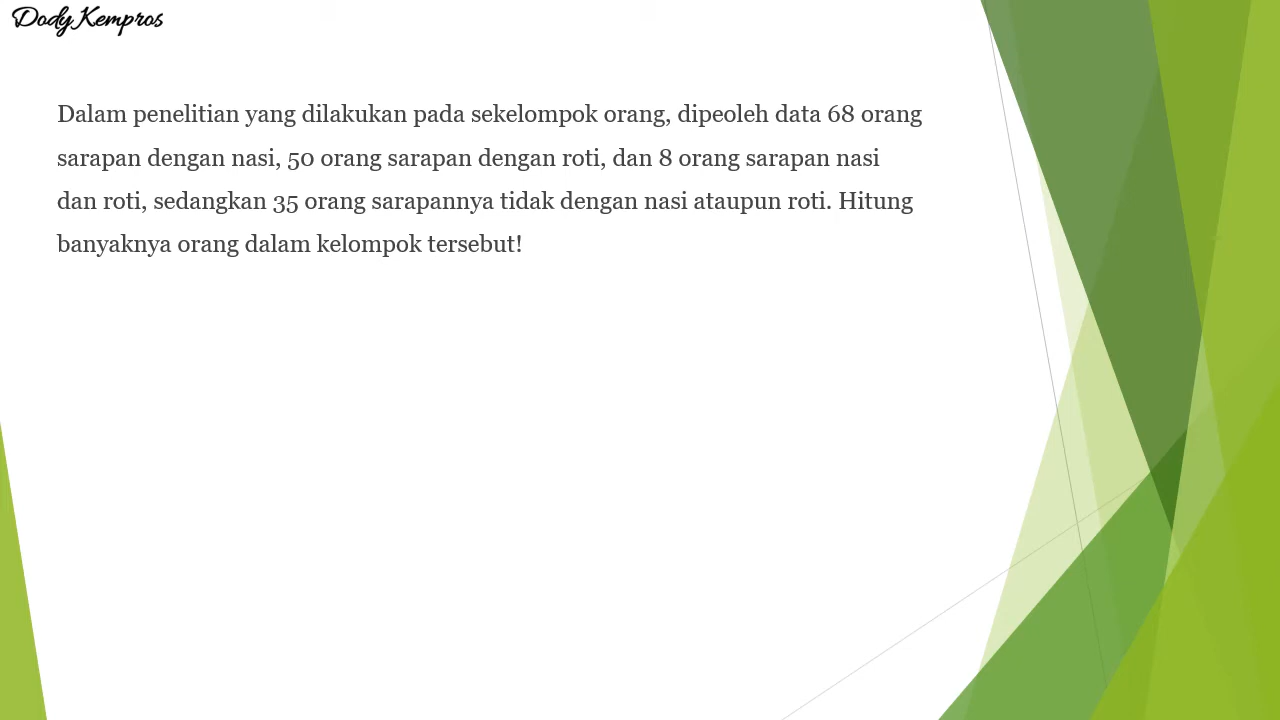 Dody Kempros
Dalam penelitian yang dilakukan pada sekelompok orang, dipeoleh data 68 orang
sarapan dengan nasi, 50 orang sarapan dengan roti, dan 8 orang sarapan nasi
dan roti, sedangkan 35 orang sarapannya tidak dengan nasi ataupun roti. Hitung
banyaknya orang dalam kelompok tersebut!